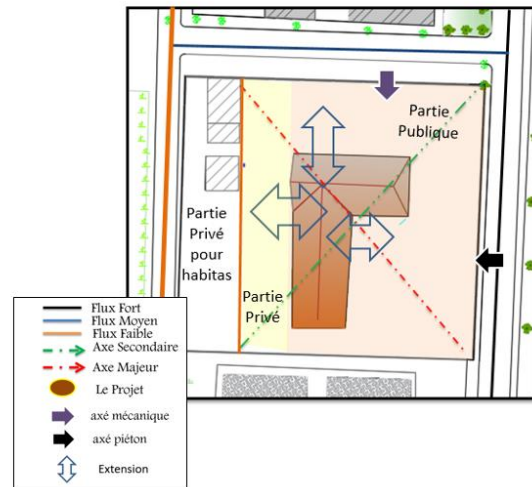 Partie
Publique
Partie
Privé
pour
habitas
Partie
Privé
Flux Fort
Flux Moyen
Flux Faible
Axe Secondaire
Axe Majeur
Le Projet
axé mécanique
axé piéton
Extension